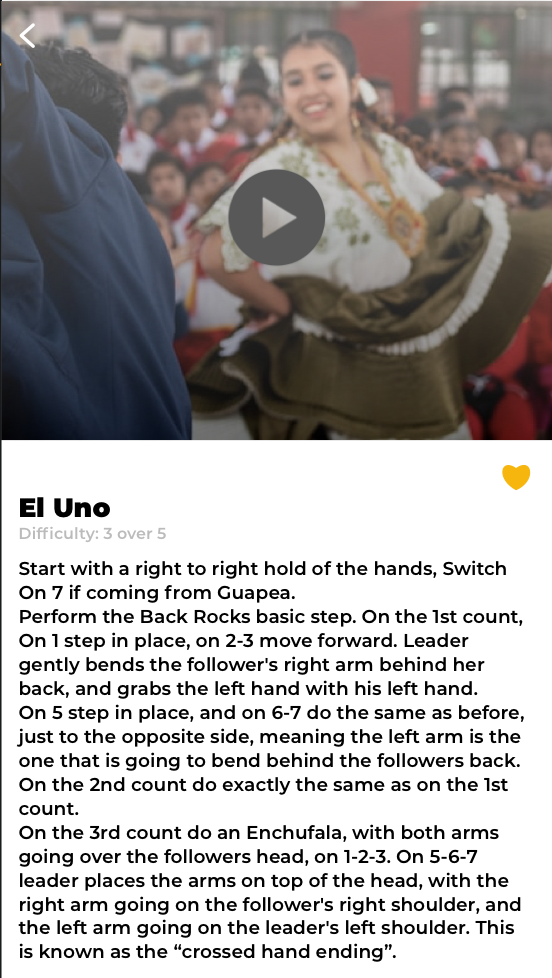 El Uno
Difficulty: 3 over 5
Start with a right to right hold of the hands, Switch
On 7 if coming from Guapea.
Perform the Back Rocks basic step. On the 1st count,
On 1 step in place, on 2-3 move forward. Leader
gently bends the follower's right arm behind her
back, and grabs the left hand with his left hand.
On 5 step in place, and on 6-7 do the same as before,
just to the opposite side, meaning the left arm is the
one that is going to bend behind the followers back.
On the 2nd count do exactly the same as on the 1st
count.
On the 3rd count do an Enchufala, with both arms
going over the followers head, on 1-2-3. On 5-6-7
leader places the arms on top of the head, with the
right arm going on the follower's right shoulder, and
the left arm going on the leader's left shoulder. This
is known as the “crossed hand ending”.